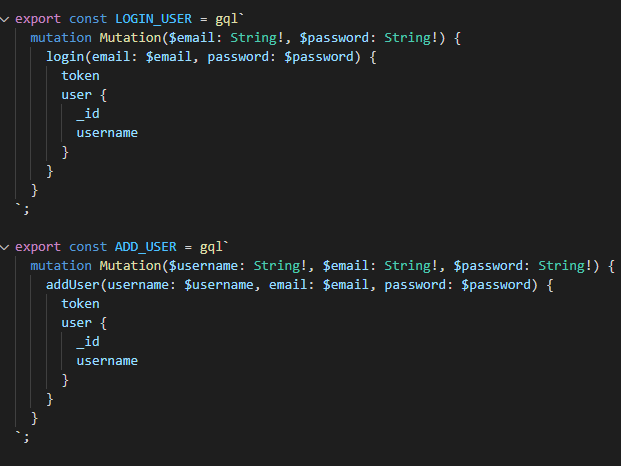 export const LOGIN_USER = gql`
mutation Mutation($email: String!, $password: String!) {
login(email: $email, password: $password) {
token
user {
_id
username
}
}
}
`;
export const ADD_USER = gql`
mutation Mutation($username: String!, $email: String!, $password: String!) {
addUser(username: $username, email: $email, password: $password) {
token
user {
_id
username
}
}
}
`;